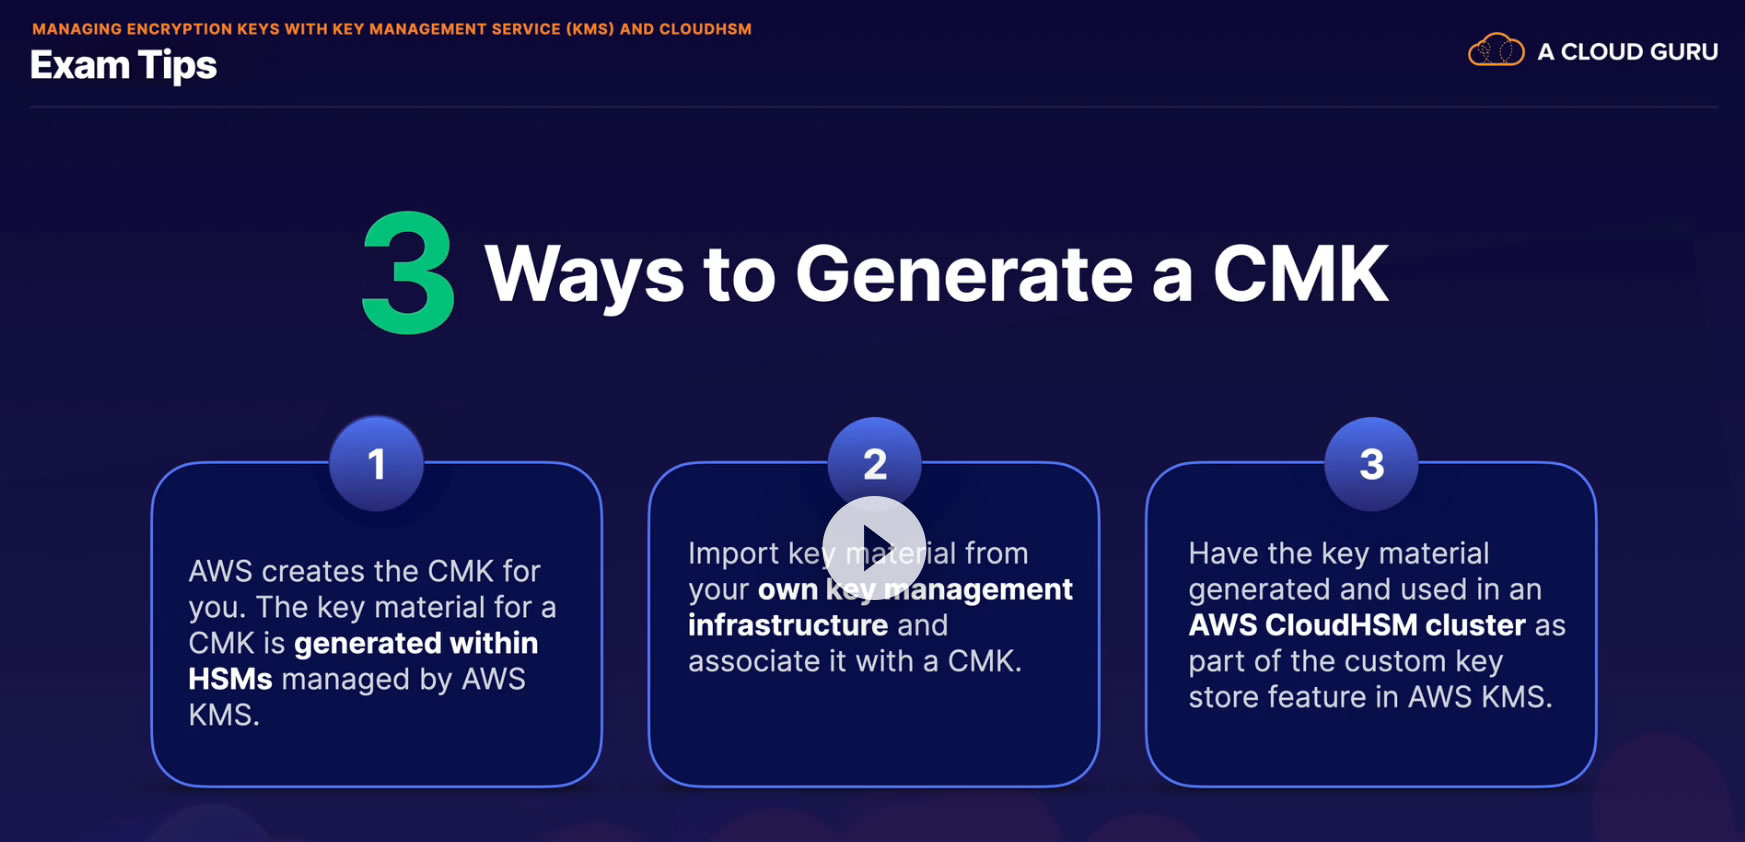 MANAGING ENCRYPTION KEYS WITH KEY MANAGEMENT SERVICE (KMS) AND CLOUDHSM
Exam Tips
A CLOUD GURU
3 Ways to Generate a CMK
1
AWS creates the CMK for
you. The key material for a
CMK is generated within
HSMs managed by AWS
KMS.
2
Import key material from
your own key management
infrastructure and
associate it with a CMK.
3
Have the key material
generated and used in an
AWS CloudHSM cluster as
part of the custom key
store feature in AWS KMS.